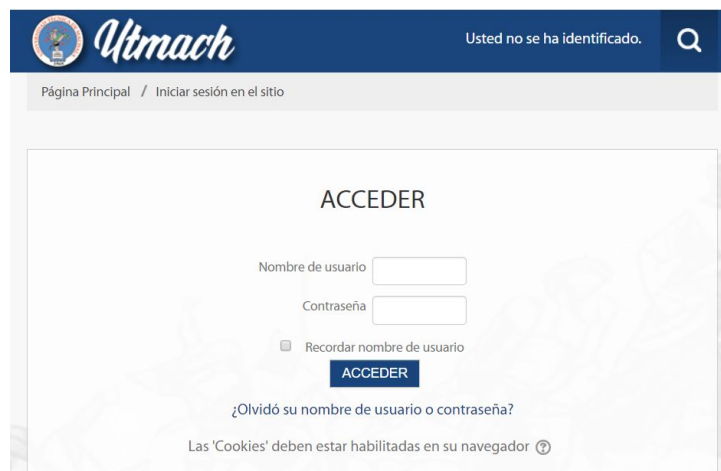 Utmach
Usted no se ha identificado.
Página Principal / Iniciar sesión en el sitio
ACCEDER
Nombre de usuario
Contraseña
Recordar nombre de usuario
ACCEDER
¿Olvidó su nombre de usuario o contraseña?
Las 'Cookies' deben estar habilitadas en su navegador ?